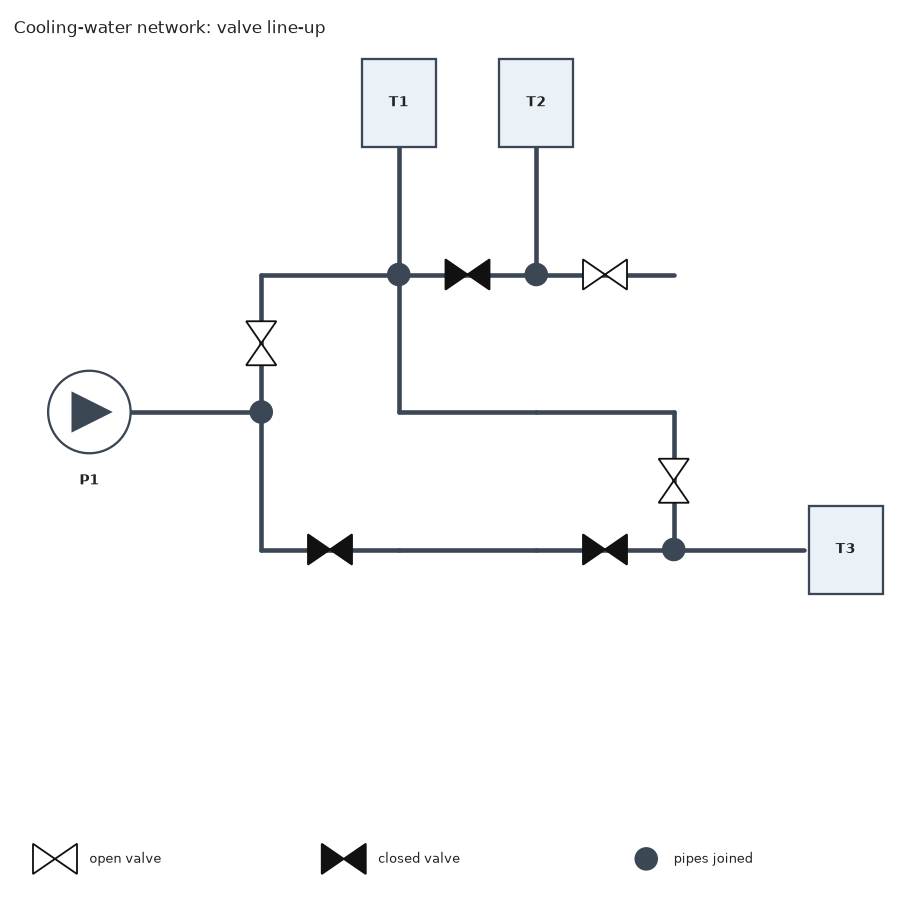 Cooling-water network: valve line-up
T1
T2
P1
T3
open valve
closed valve
pipes joined